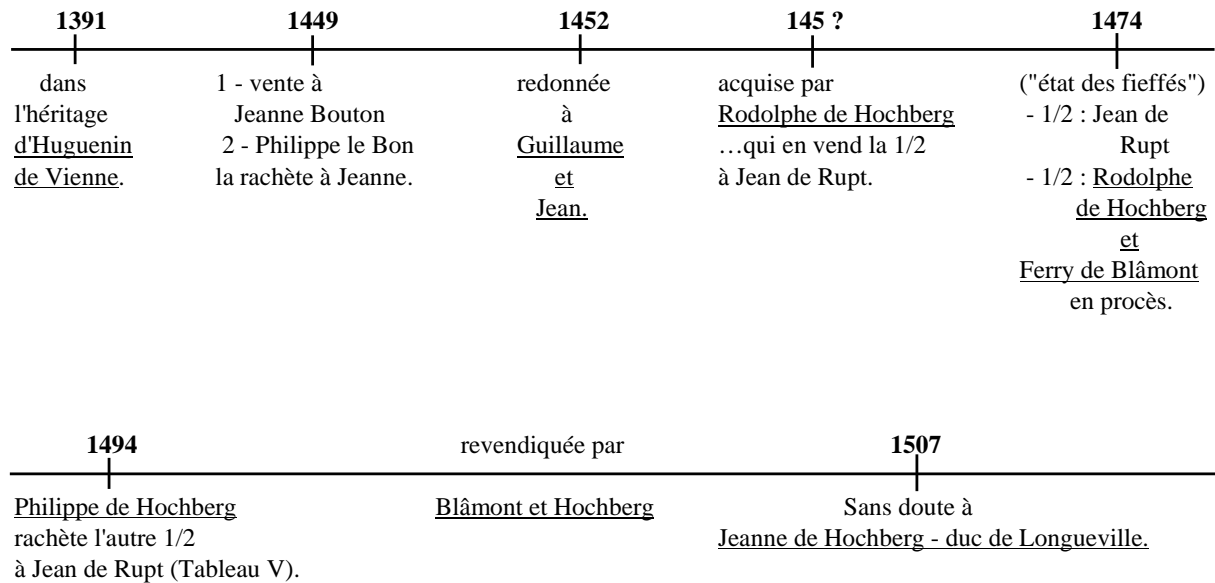 1391
1449
1452
145 ?
1474
dans
l'héritage
d'Huguenin
de Vienne.
1 - vente à
Jeanne Bouton
2 - Philippe le Bon
la rachète à Jeanne.
redonnée
à
Guillaume
et
Jean.
acquise par
Rodolphe de Hochberg
…qui en vend la 1/2
à Jean de Rupt.
("état des fieffés")
- 1/2 : Jean de
Rupt
- 1/2 : Rodolphe
de Hochberg
et
Ferry de Blâmont
en procès.
1494
revendiquée par
1507
Philippe de Hochberg
rachète l'autre 1/2
à Jean de Rupt (Tableau V).
Blâmont et Hochberg
Sans doute à
Jeanne de Hochberg - duc de Longueville.